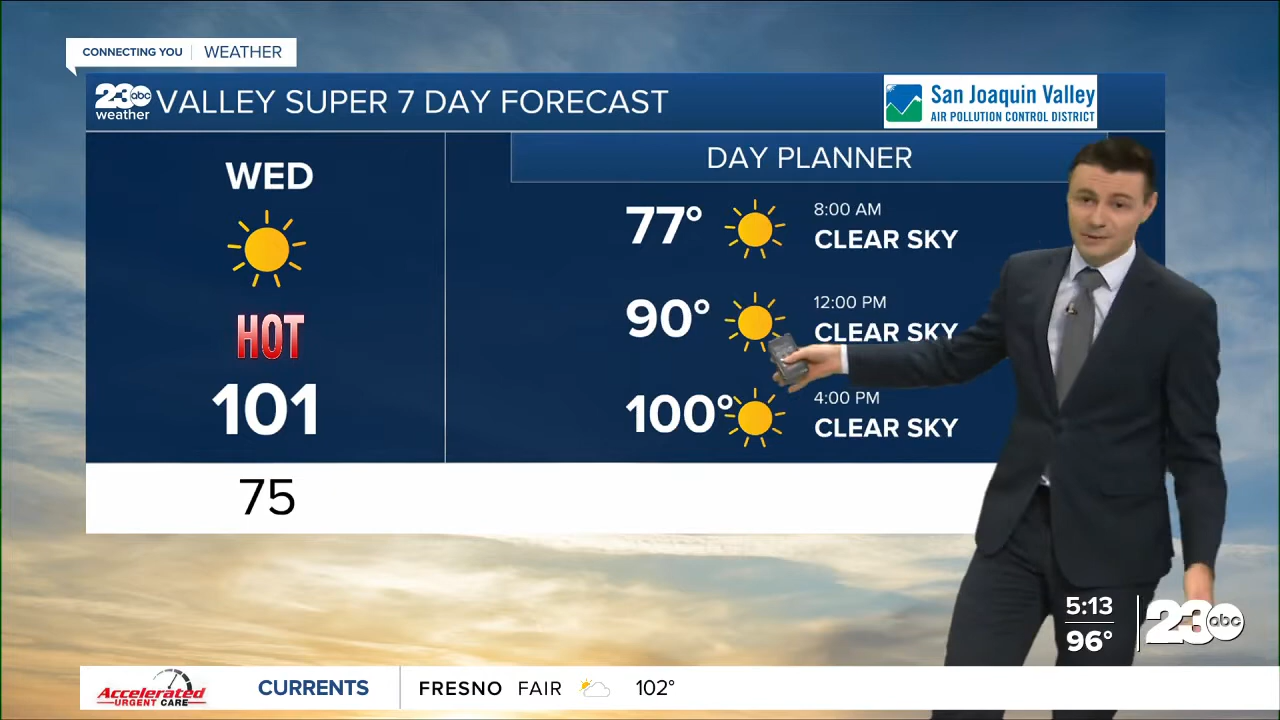 CONNECTING YOU | WEATHER
23 abc
weather
VALLEY SUPER 7 DAY FORECAST
San Joaquin Valley
AIR POLLUTION CONTROL DISTRICT
WED
HOT
101
75
DAY PLANNER
77°
8:00 AM
CLEAR SKY
90°
12:00 PM
CLEAR SKY
100°
4:00 PM
CLEAR SKY
5:13
96°
23 abc
Accelerated
URGENT CARE
CURRENTS
FRESNO FAIR 102°